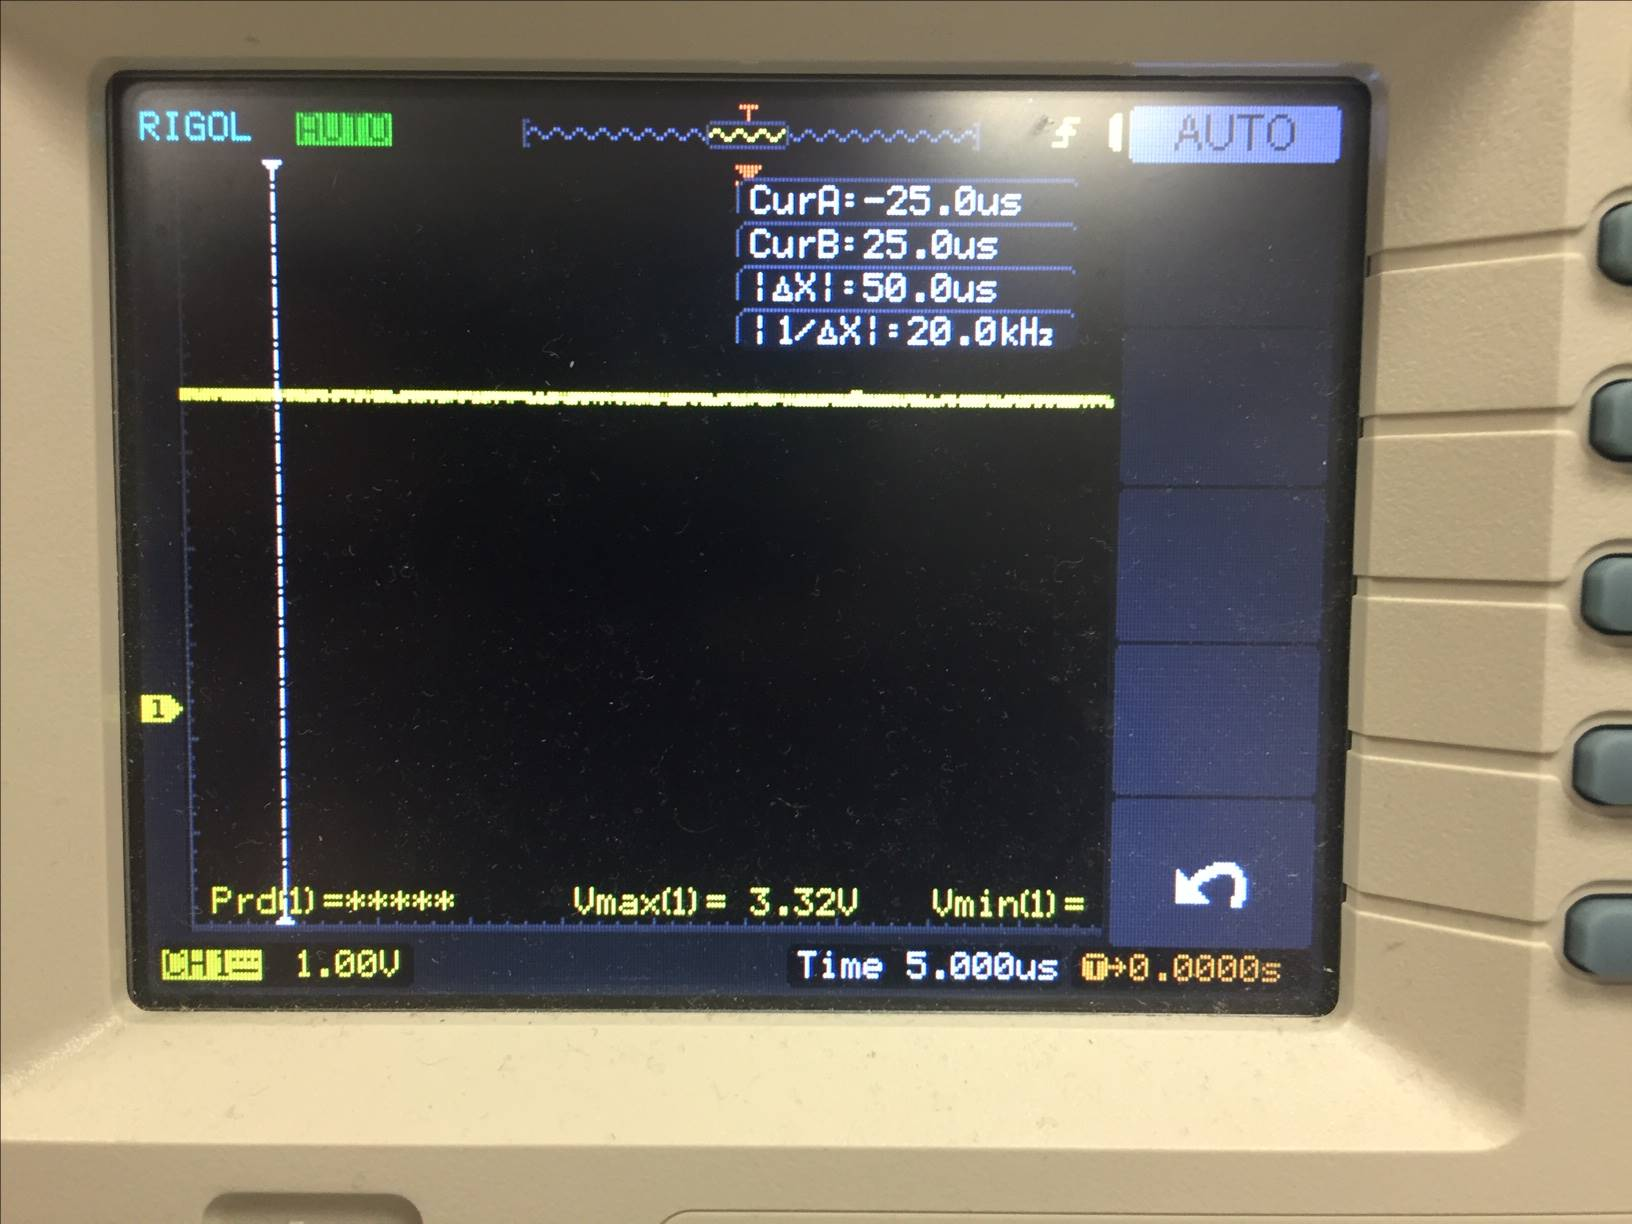 RIGOL AUTO T AUTO
CurA:-25.0us
CurB:25.0us
|ΔX|:50.0us
|1/ΔX|:20.0kHz
1
Prd(1)=***** Vmax(1)= 3.32V Vmin(1)=
CH1 1.00V Time 5.000us T→0.0000s